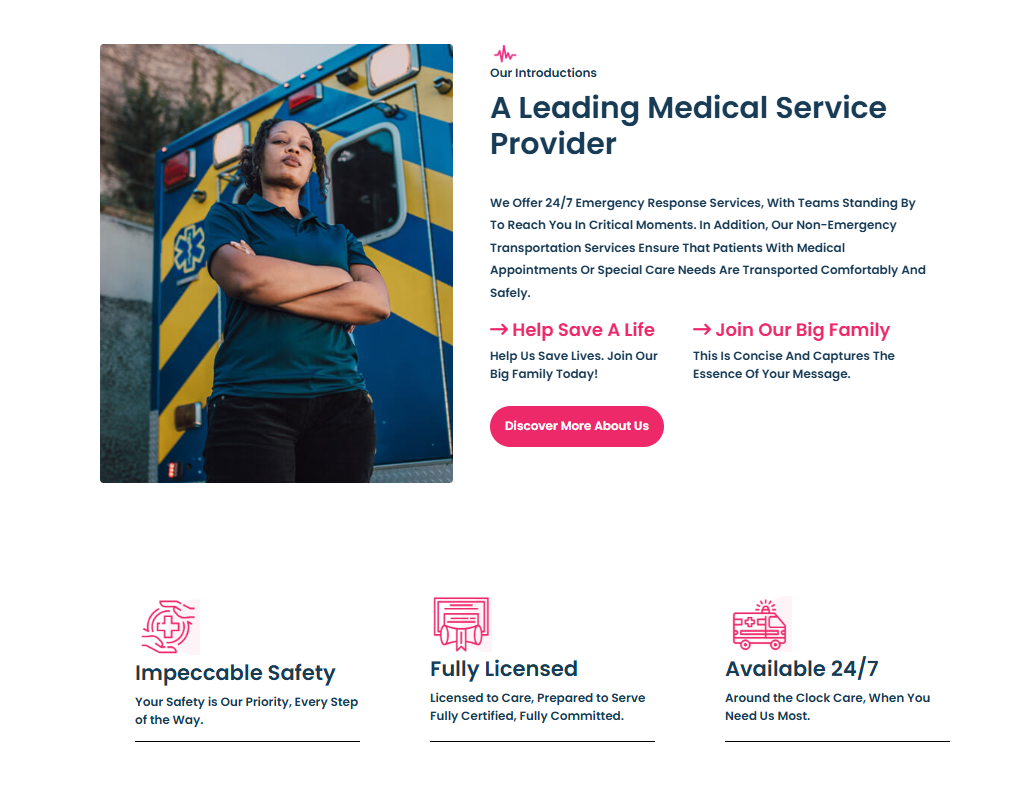 Our Introductions
A Leading Medical Service
Provider
We Offer 24/7 Emergency Response Services, With Teams Standing By
To Reach You In Critical Moments. In Addition, Our Non-Emergency
Transportation Services Ensure That Patients With Medical
Appointments Or Special Care Needs Are Transported Comfortably And
Safely.
Help Save A Life
Help Us Save Lives. Join Our
Big Family Today!
Join Our Big Family
This Is Concise And Captures The
Essence Of Your Message.
Discover More About Us
Impeccable Safety
Your Safety is Our Priority, Every Step
of the Way.
Fully Licensed
Licensed to Care, Prepared to Serve
Fully Certified, Fully Committed.
Available 24/7
Around the Clock Care, When You
Need Us Most.